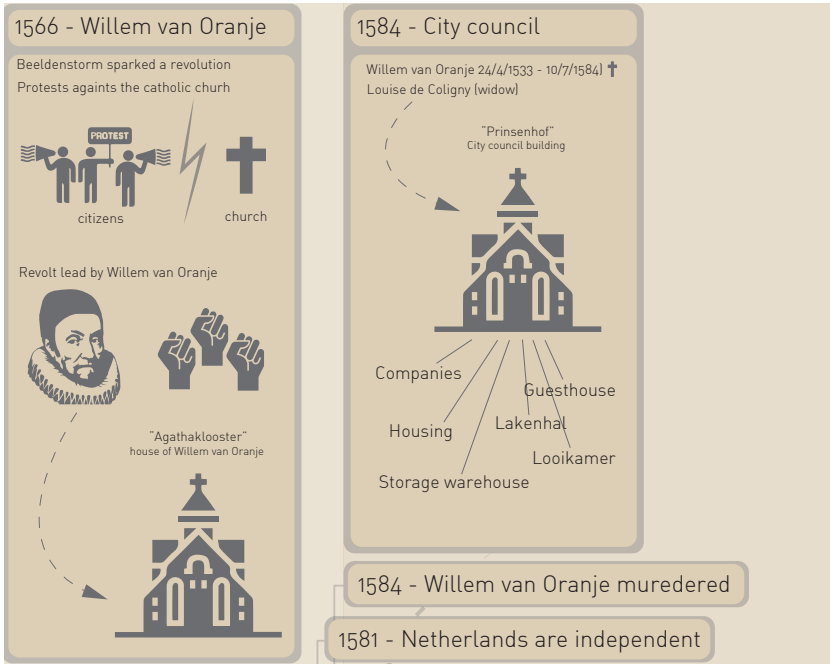 1566 - Willem van Oranje
Beeldenstorm sparked a revolution
Protests againts the catholic churh
PROTEST
citizens
church
Revolt lead by Willem van Oranje
"Agathaklooster"
house of Willem van Oranje
1584 - City council
Willem van Oranje 24/4/1533 - 10/7/1584)
Louise de Coligny (widow)
"Prinsenhof"
City council building
Companies
Guesthouse
Housing
Lakenhal
Looikamer
Storage warehouse
1584 - Willem van Oranje muredered
1581 - Netherlands are independent